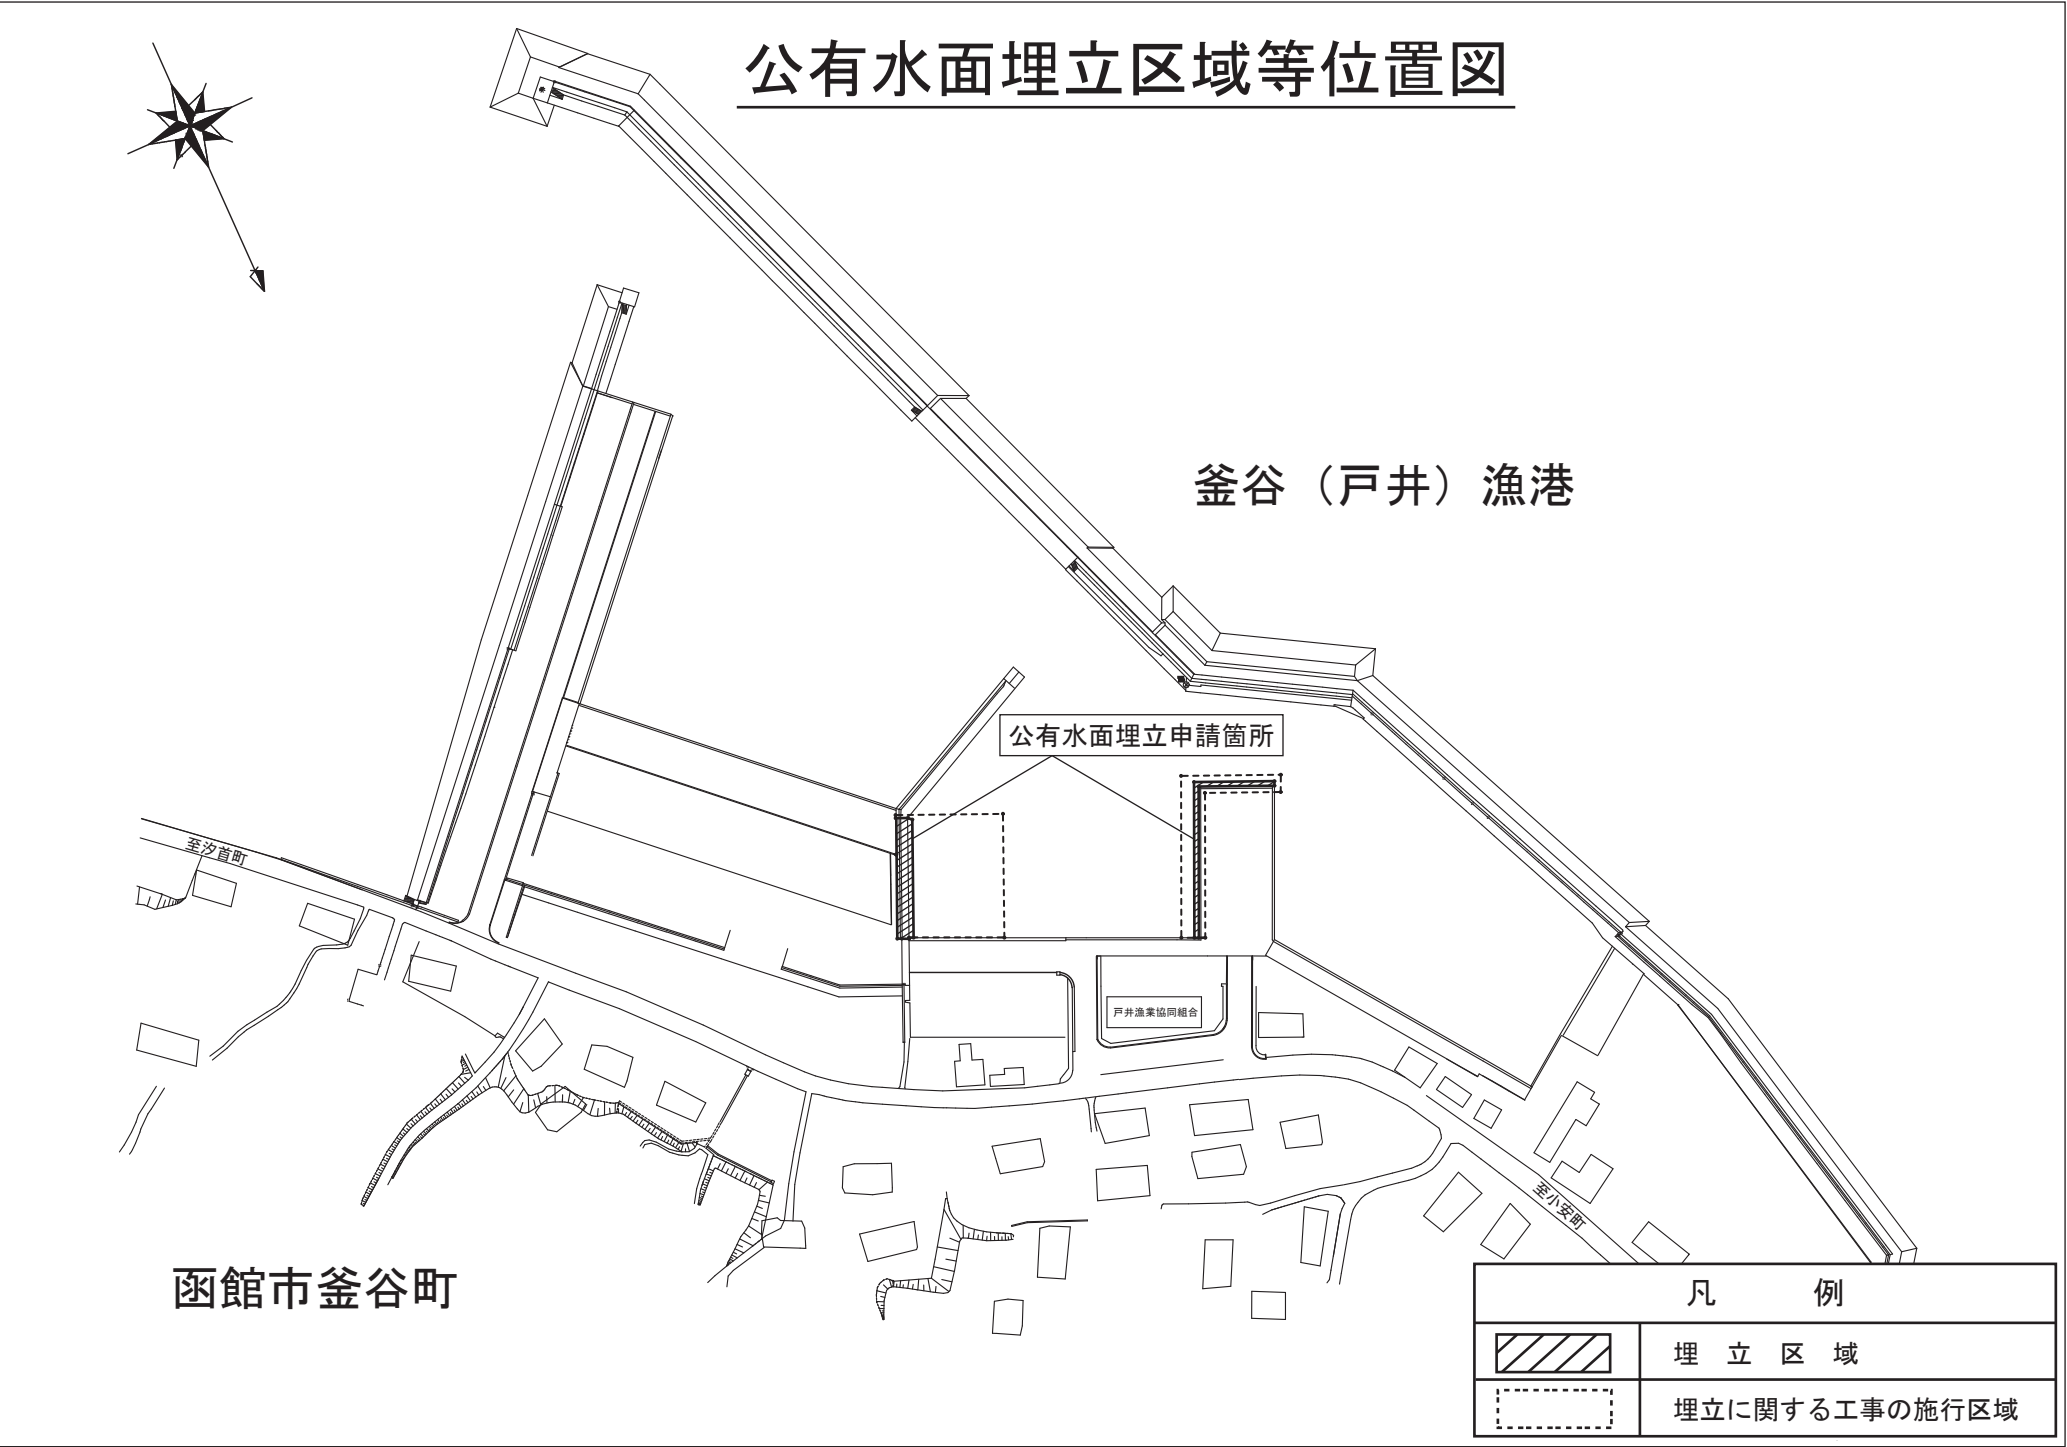 公有水面埋立区域等位置図
釜谷（戸井）漁港
公有水面埋立申請箇所
至汐首町
戸井漁業協同組合
至小安町
函館市釜谷町
凡　例
埋立区域
埋立に関する工事の施行区域